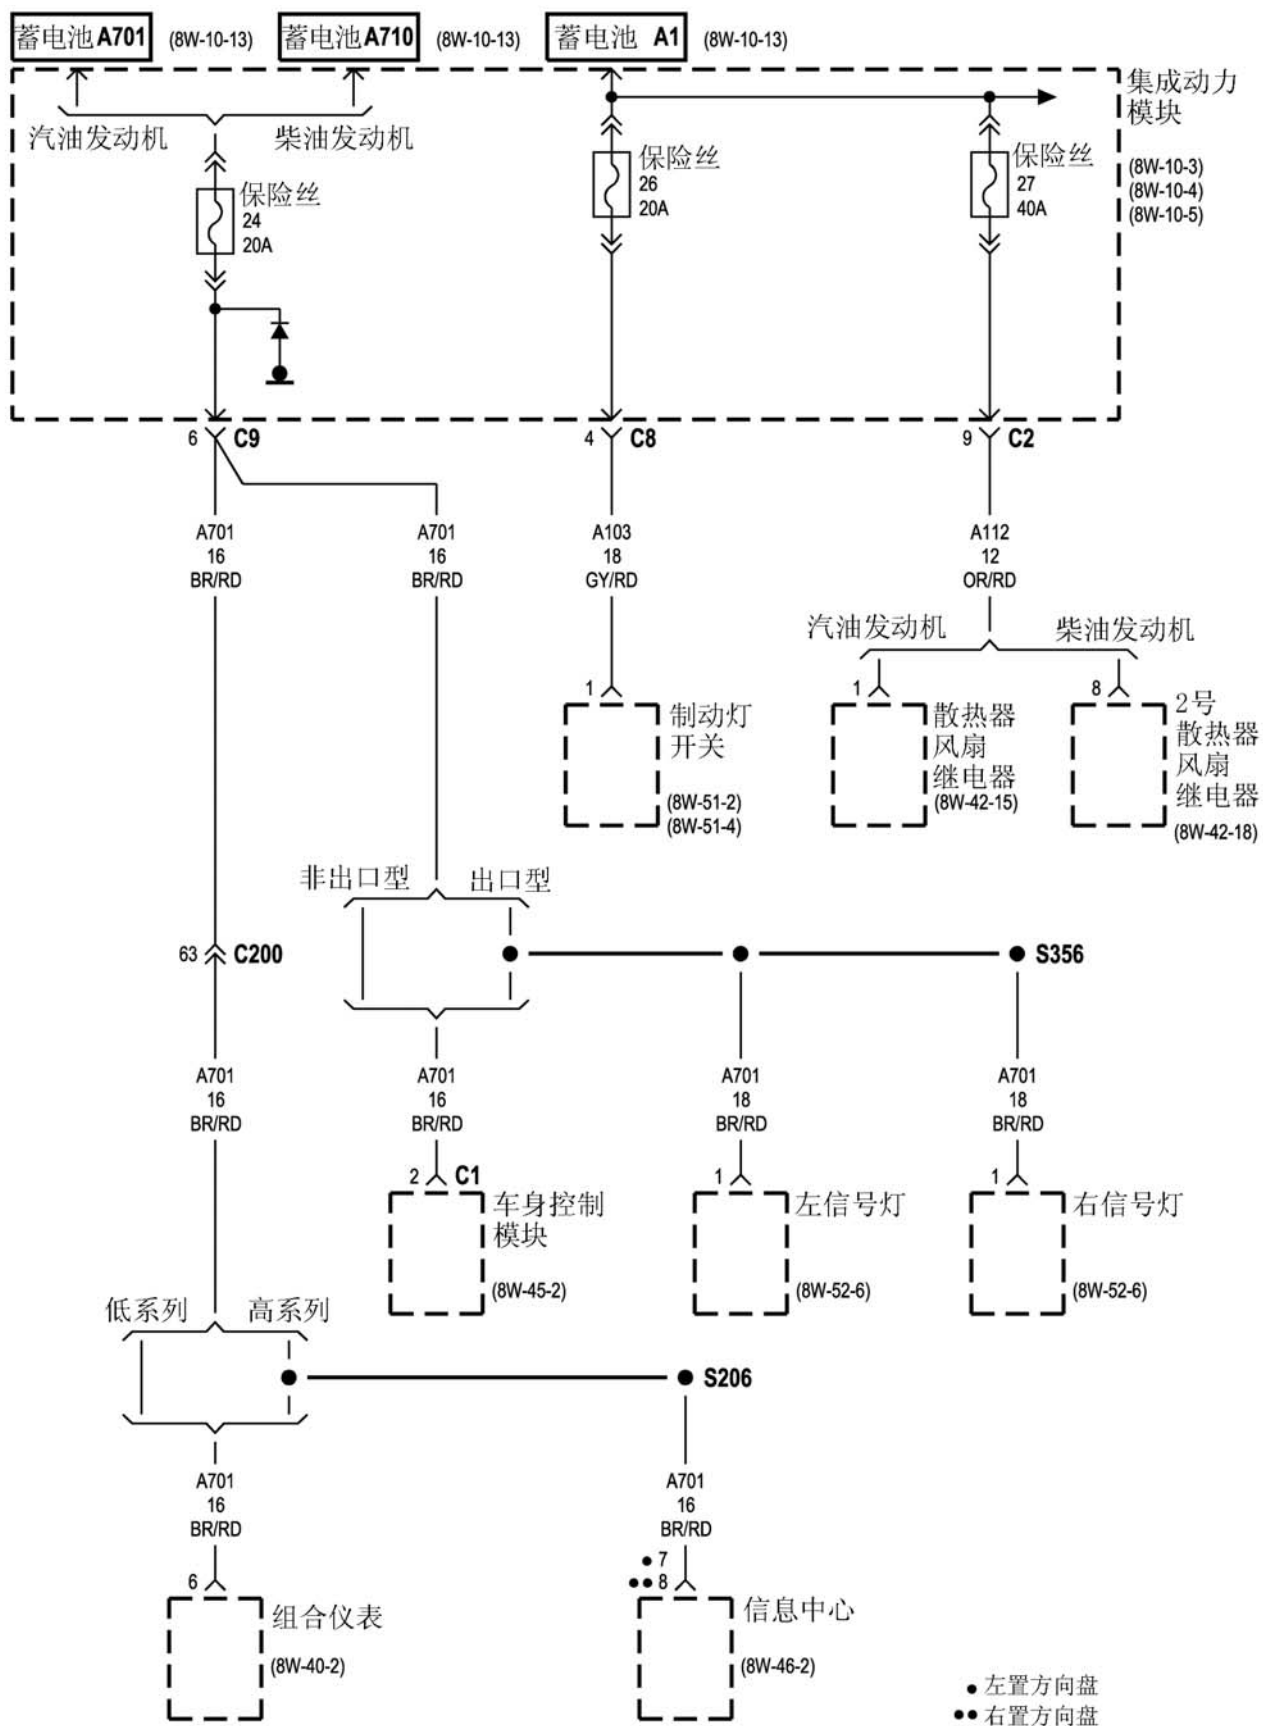 蓄电池 A701 (8W-10-13) 蓄电池 A710 (8W-10-13) 蓄电池 A1 (8W-10-13)
集成动力
模块
(8W-10-3)
(8W-10-4)
(8W-10-5)
汽油发动机 柴油发动机
保险丝
24
20A
保险丝
26
20A
保险丝
27
40A
6 C9 4 C8 9 C2
A701 A701 A103 A112
16 16 18 12
BR/RD BR/RD GY/RD OR/RD
汽油发动机 柴油发动机
1 1 8
制动灯
开关
(8W-51-2)
(8W-51-4)
散热器
风扇
继电器
(8W-42-15)
2号
散热器
风扇
继电器
(8W-42-18)
非出口型 出口型
63 C200 S356
A701 A701 A701 A701
16 16 18 18
BR/RD BR/RD BR/RD BR/RD
2 C1 1 1
车身控制
模块
(8W-45-2)
左信号灯
(8W-52-6)
右信号灯
(8W-52-6)
低系列 高系列
S206
A701 A701
16 16
BR/RD BR/RD
• 7
6 •• 8
组合仪表
(8W-40-2)
信息中心
(8W-46-2)
• 左置方向盘
•• 右置方向盘